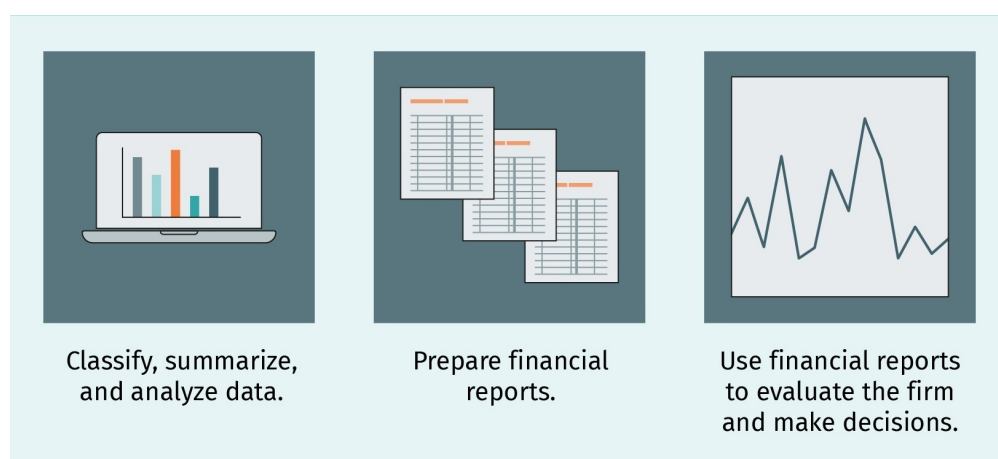 Classify, summarize,
and analyze data.
Prepare financial
reports.
Use financial reports
to evaluate the firm
and make decisions.